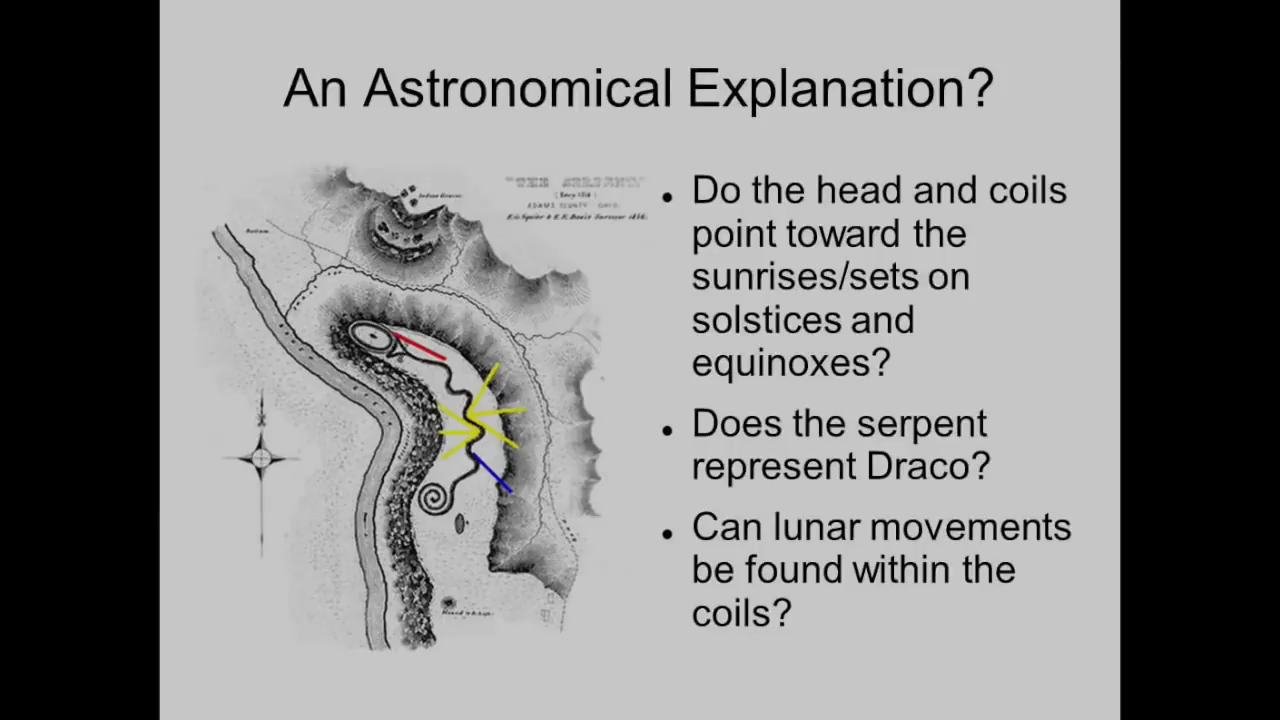 An Astronomical Explanation?
ADAMS COUNTY OHIO.
• Do the head and coils
point toward the
sunrises/sets on
solstices and
equinoxes?
• Does the serpent
represent Draco?
• Can lunar movements
be found within the
coils?